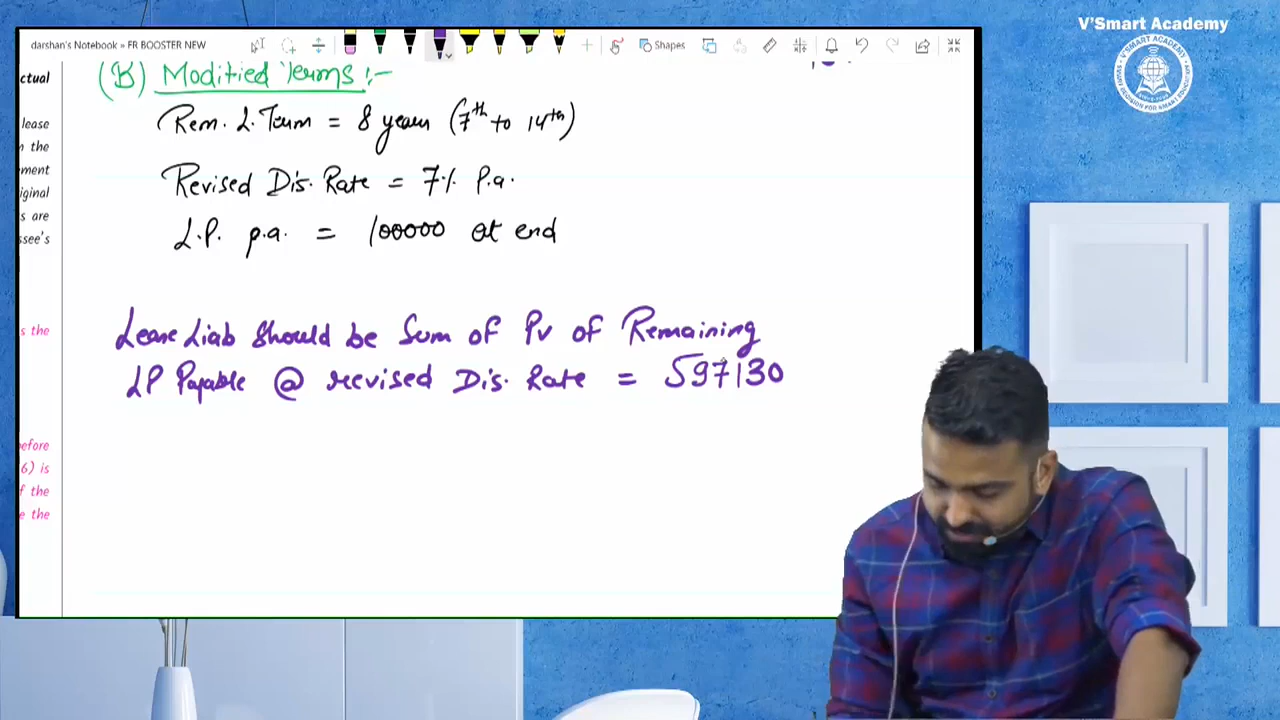 V'Smart Academy
darshan's Notebook » FR BOOSTER NEW
Shapes
ctual
lease
n the
ment
iginal
s are
ssee's
s the
efore
6) is
f the
e the
(B) Modified Terms :-
Rem. L. Term = 8 years (7th to 14th)
Revised Dis. Rate = 7% P.a.
L.P. p.a. = 100000 at end
Lease Liab Should be Sum of Pv of Remaining
LP Payable @ revised Dis. Rate = 597130